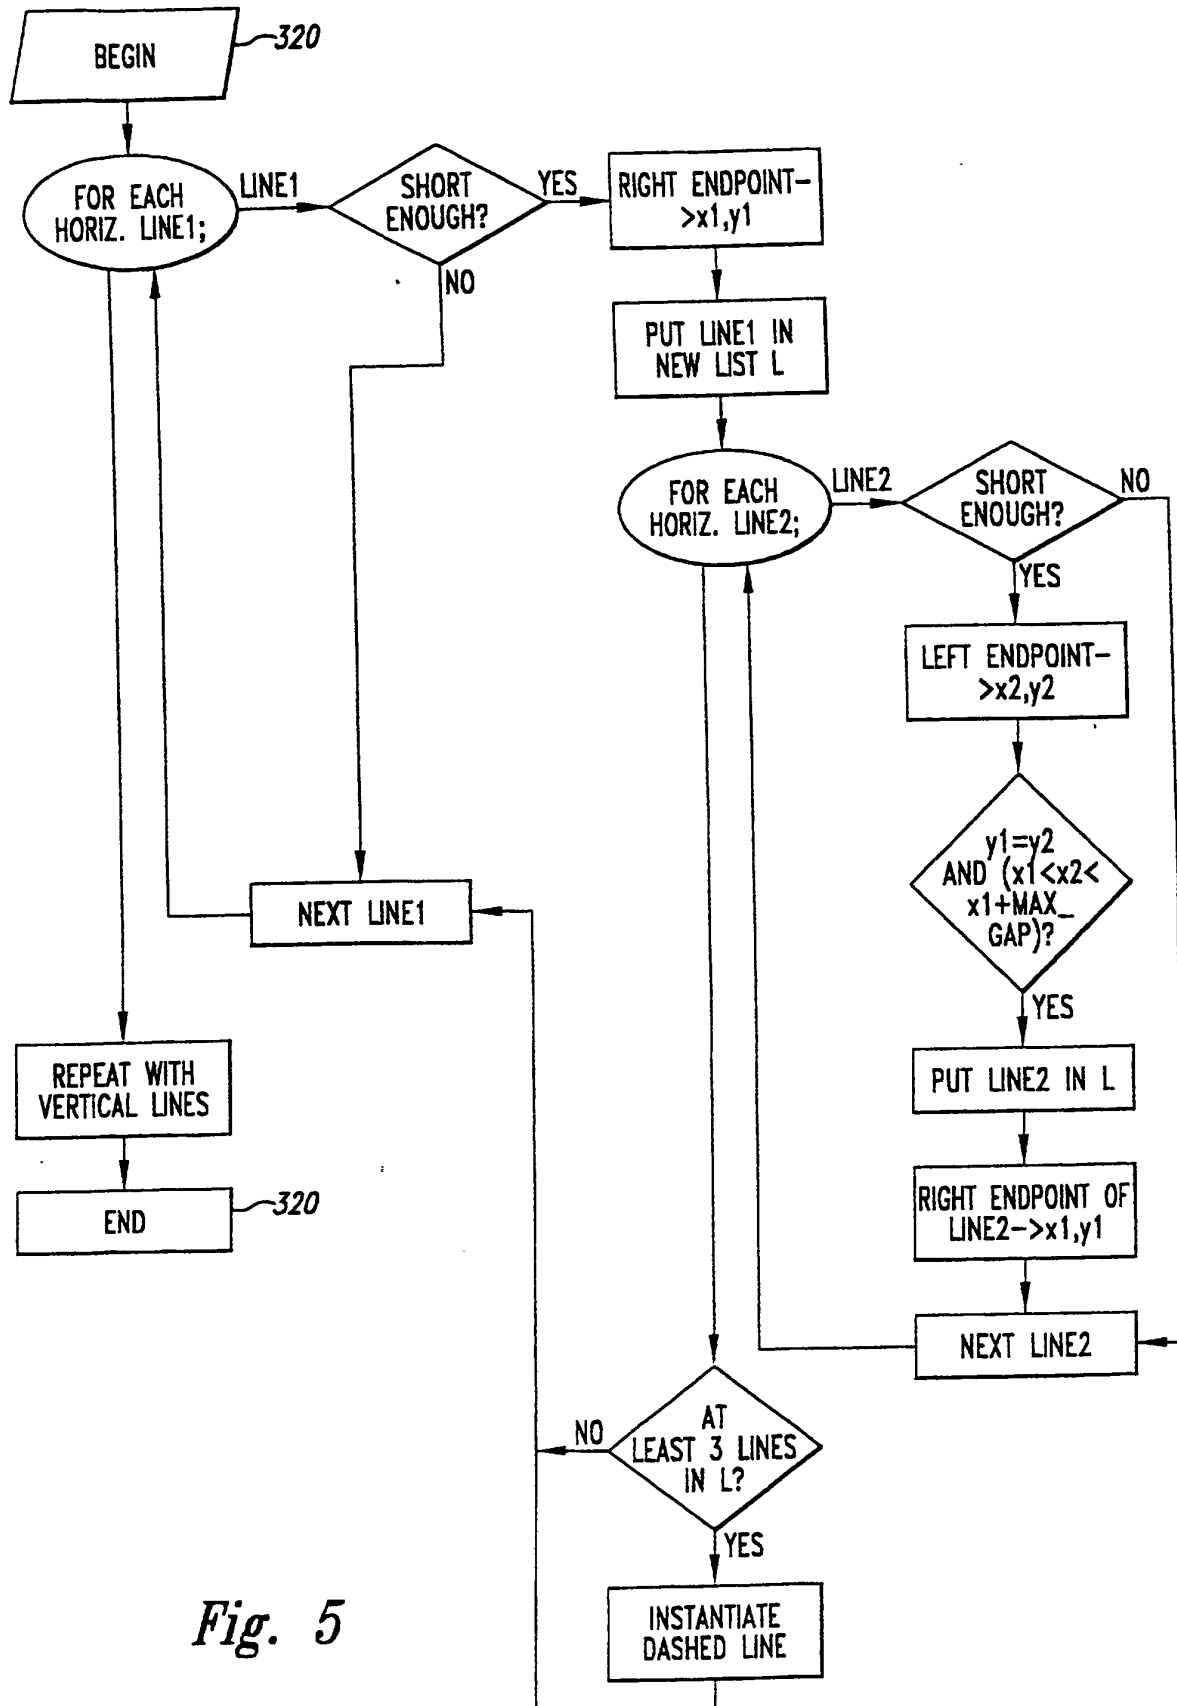 BEGIN
320
FOR EACH
HORIZ. LINE1;
LINE1
SHORT
ENOUGH?
YES
NO
RIGHT ENDPOINT-
>x1,y1
PUT LINE1 IN
NEW LIST L
FOR EACH
HORIZ. LINE2;
LINE2
SHORT
ENOUGH?
NO
YES
LEFT ENDPOINT-
>x2,y2
y1=y2
AND (x1<x2<
x1+MAX_
GAP)?
YES
PUT LINE2 IN L
RIGHT ENDPOINT OF
LINE2->x1,y1
NEXT LINE2
NEXT LINE1
REPEAT WITH
VERTICAL LINES
END
320
AT
LEAST 3 LINES
IN L?
NO
YES
INSTANTIATE
DASHED LINE
Fig. 5